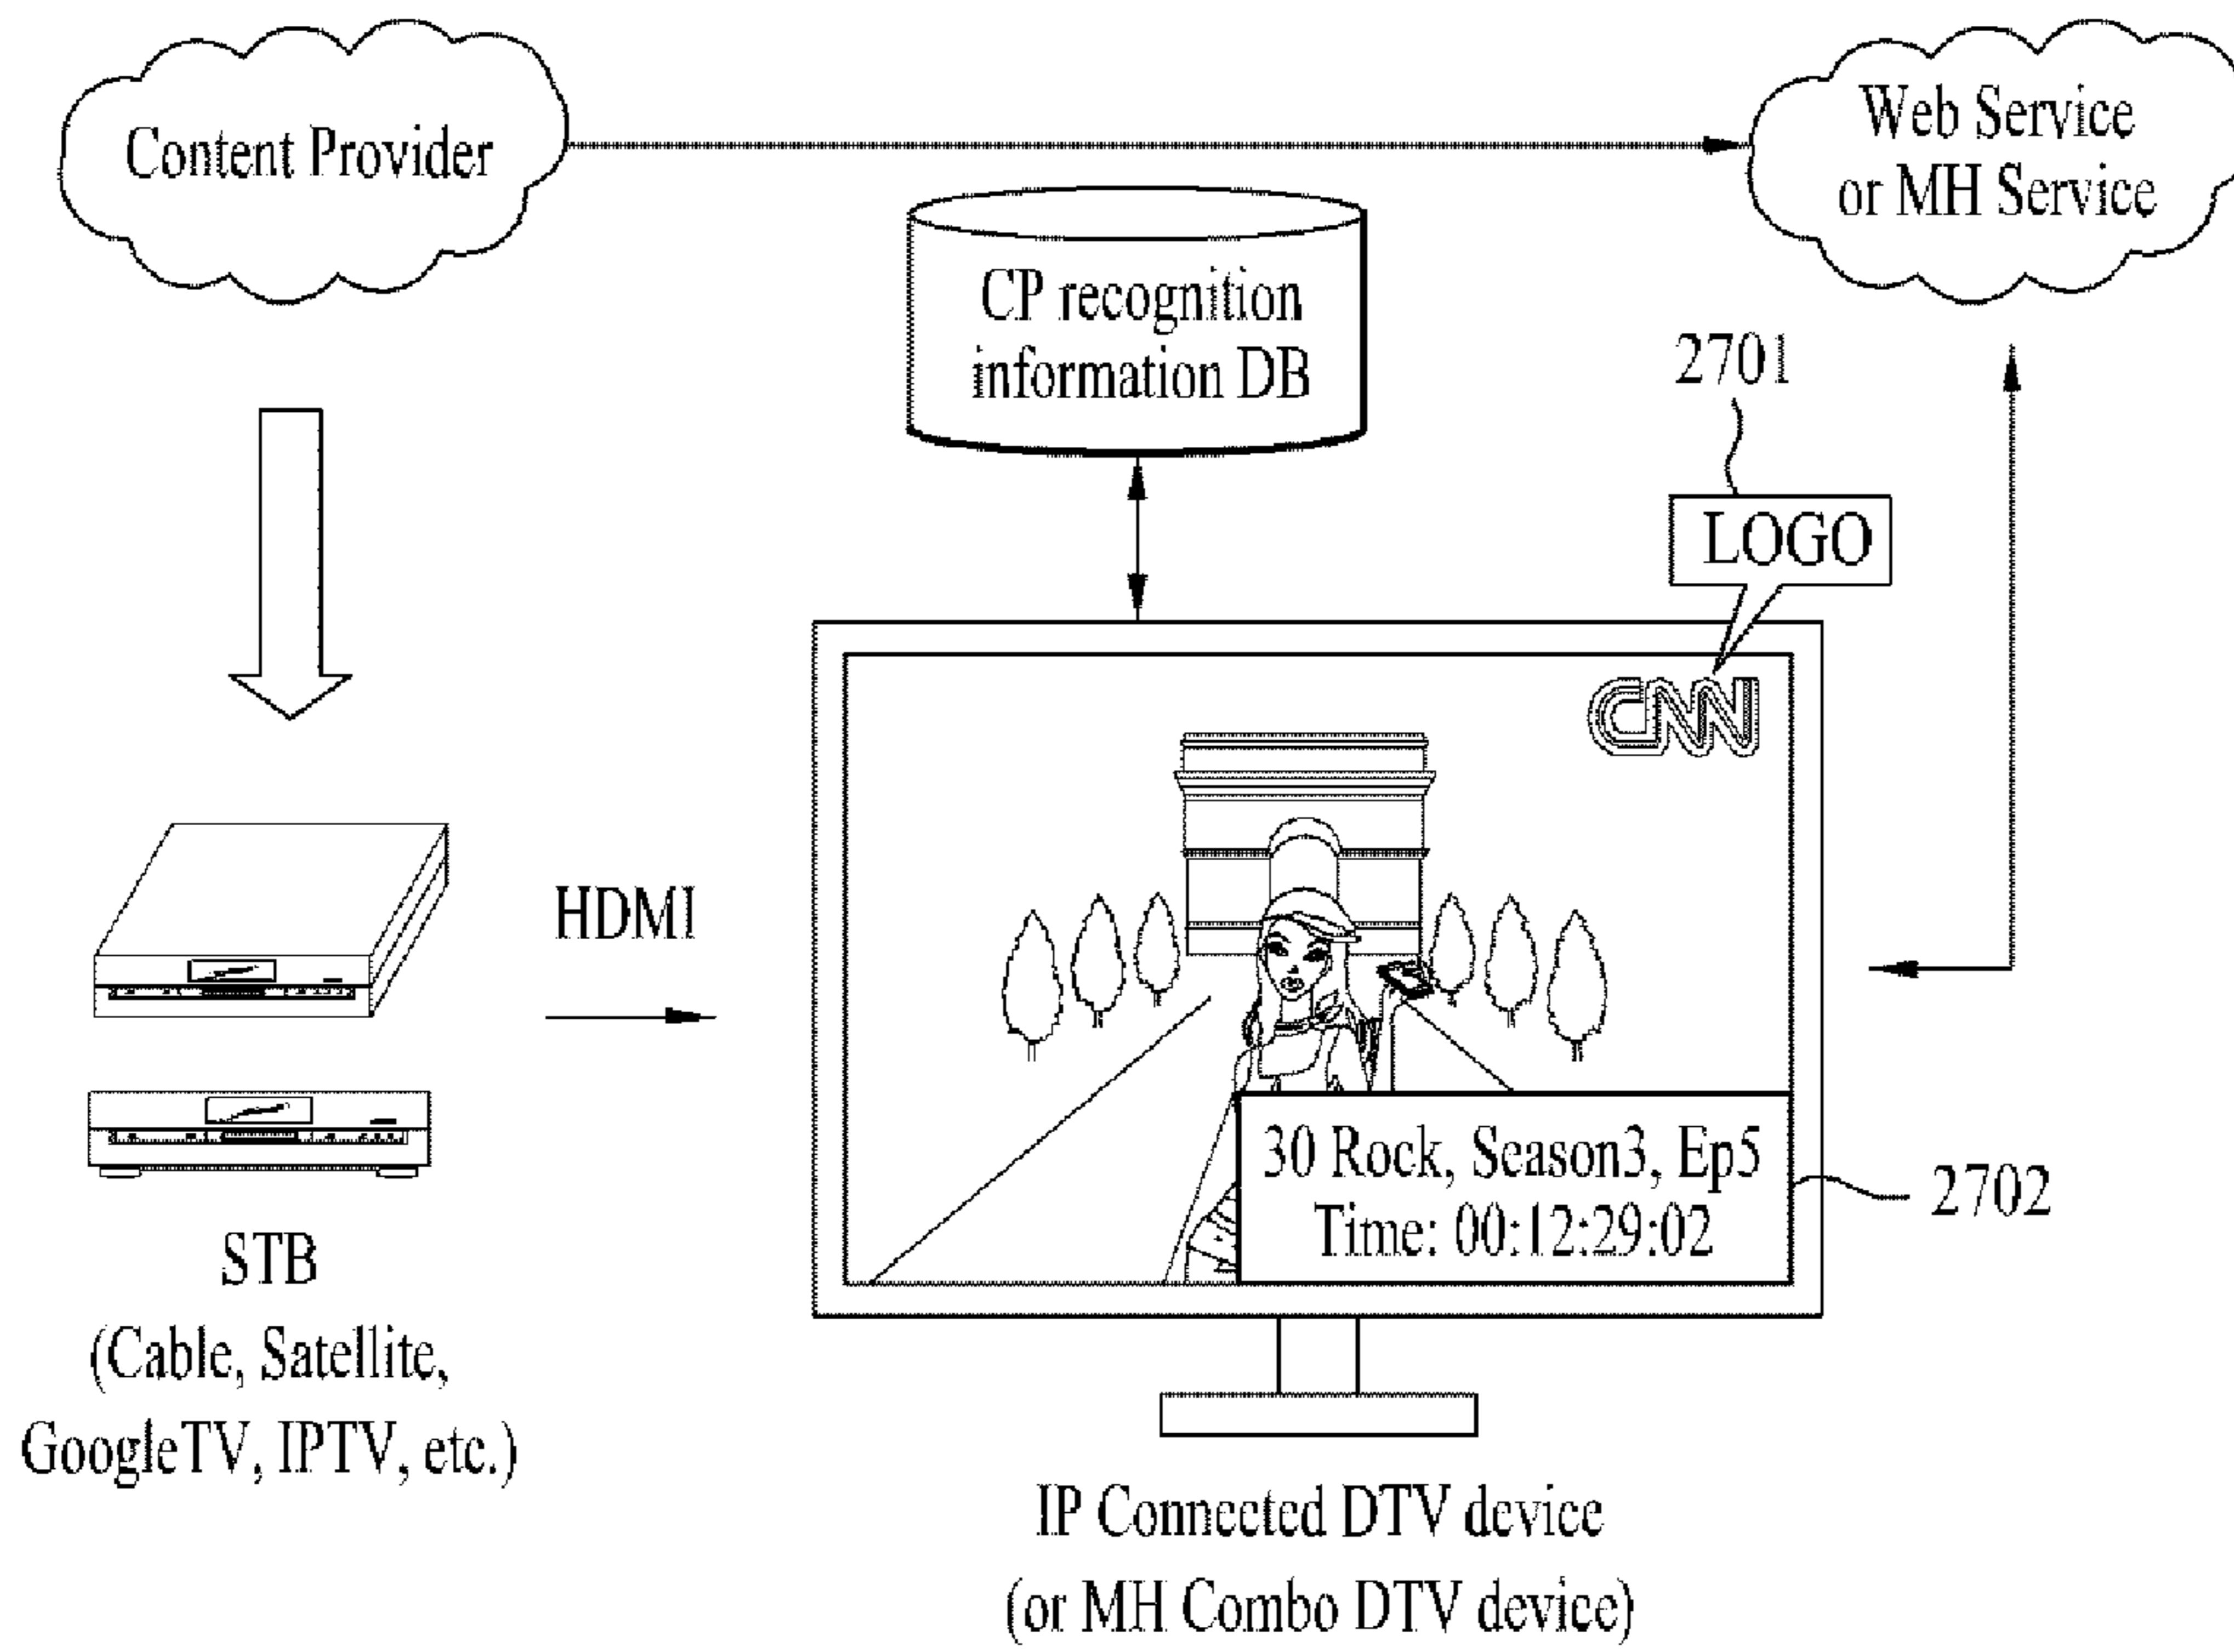 Content Provider
Web Service
or MH Service
CP recognition
information DB
2701
LOGO
CNN
HDMI
30 Rock, Season3, Ep5
Time: 00:12:29:02
2702
STB
(Cable, Satellite,
GoogleTV, IPTV, etc.)
IP Connected DTV device
(or MH Combo DTV device)